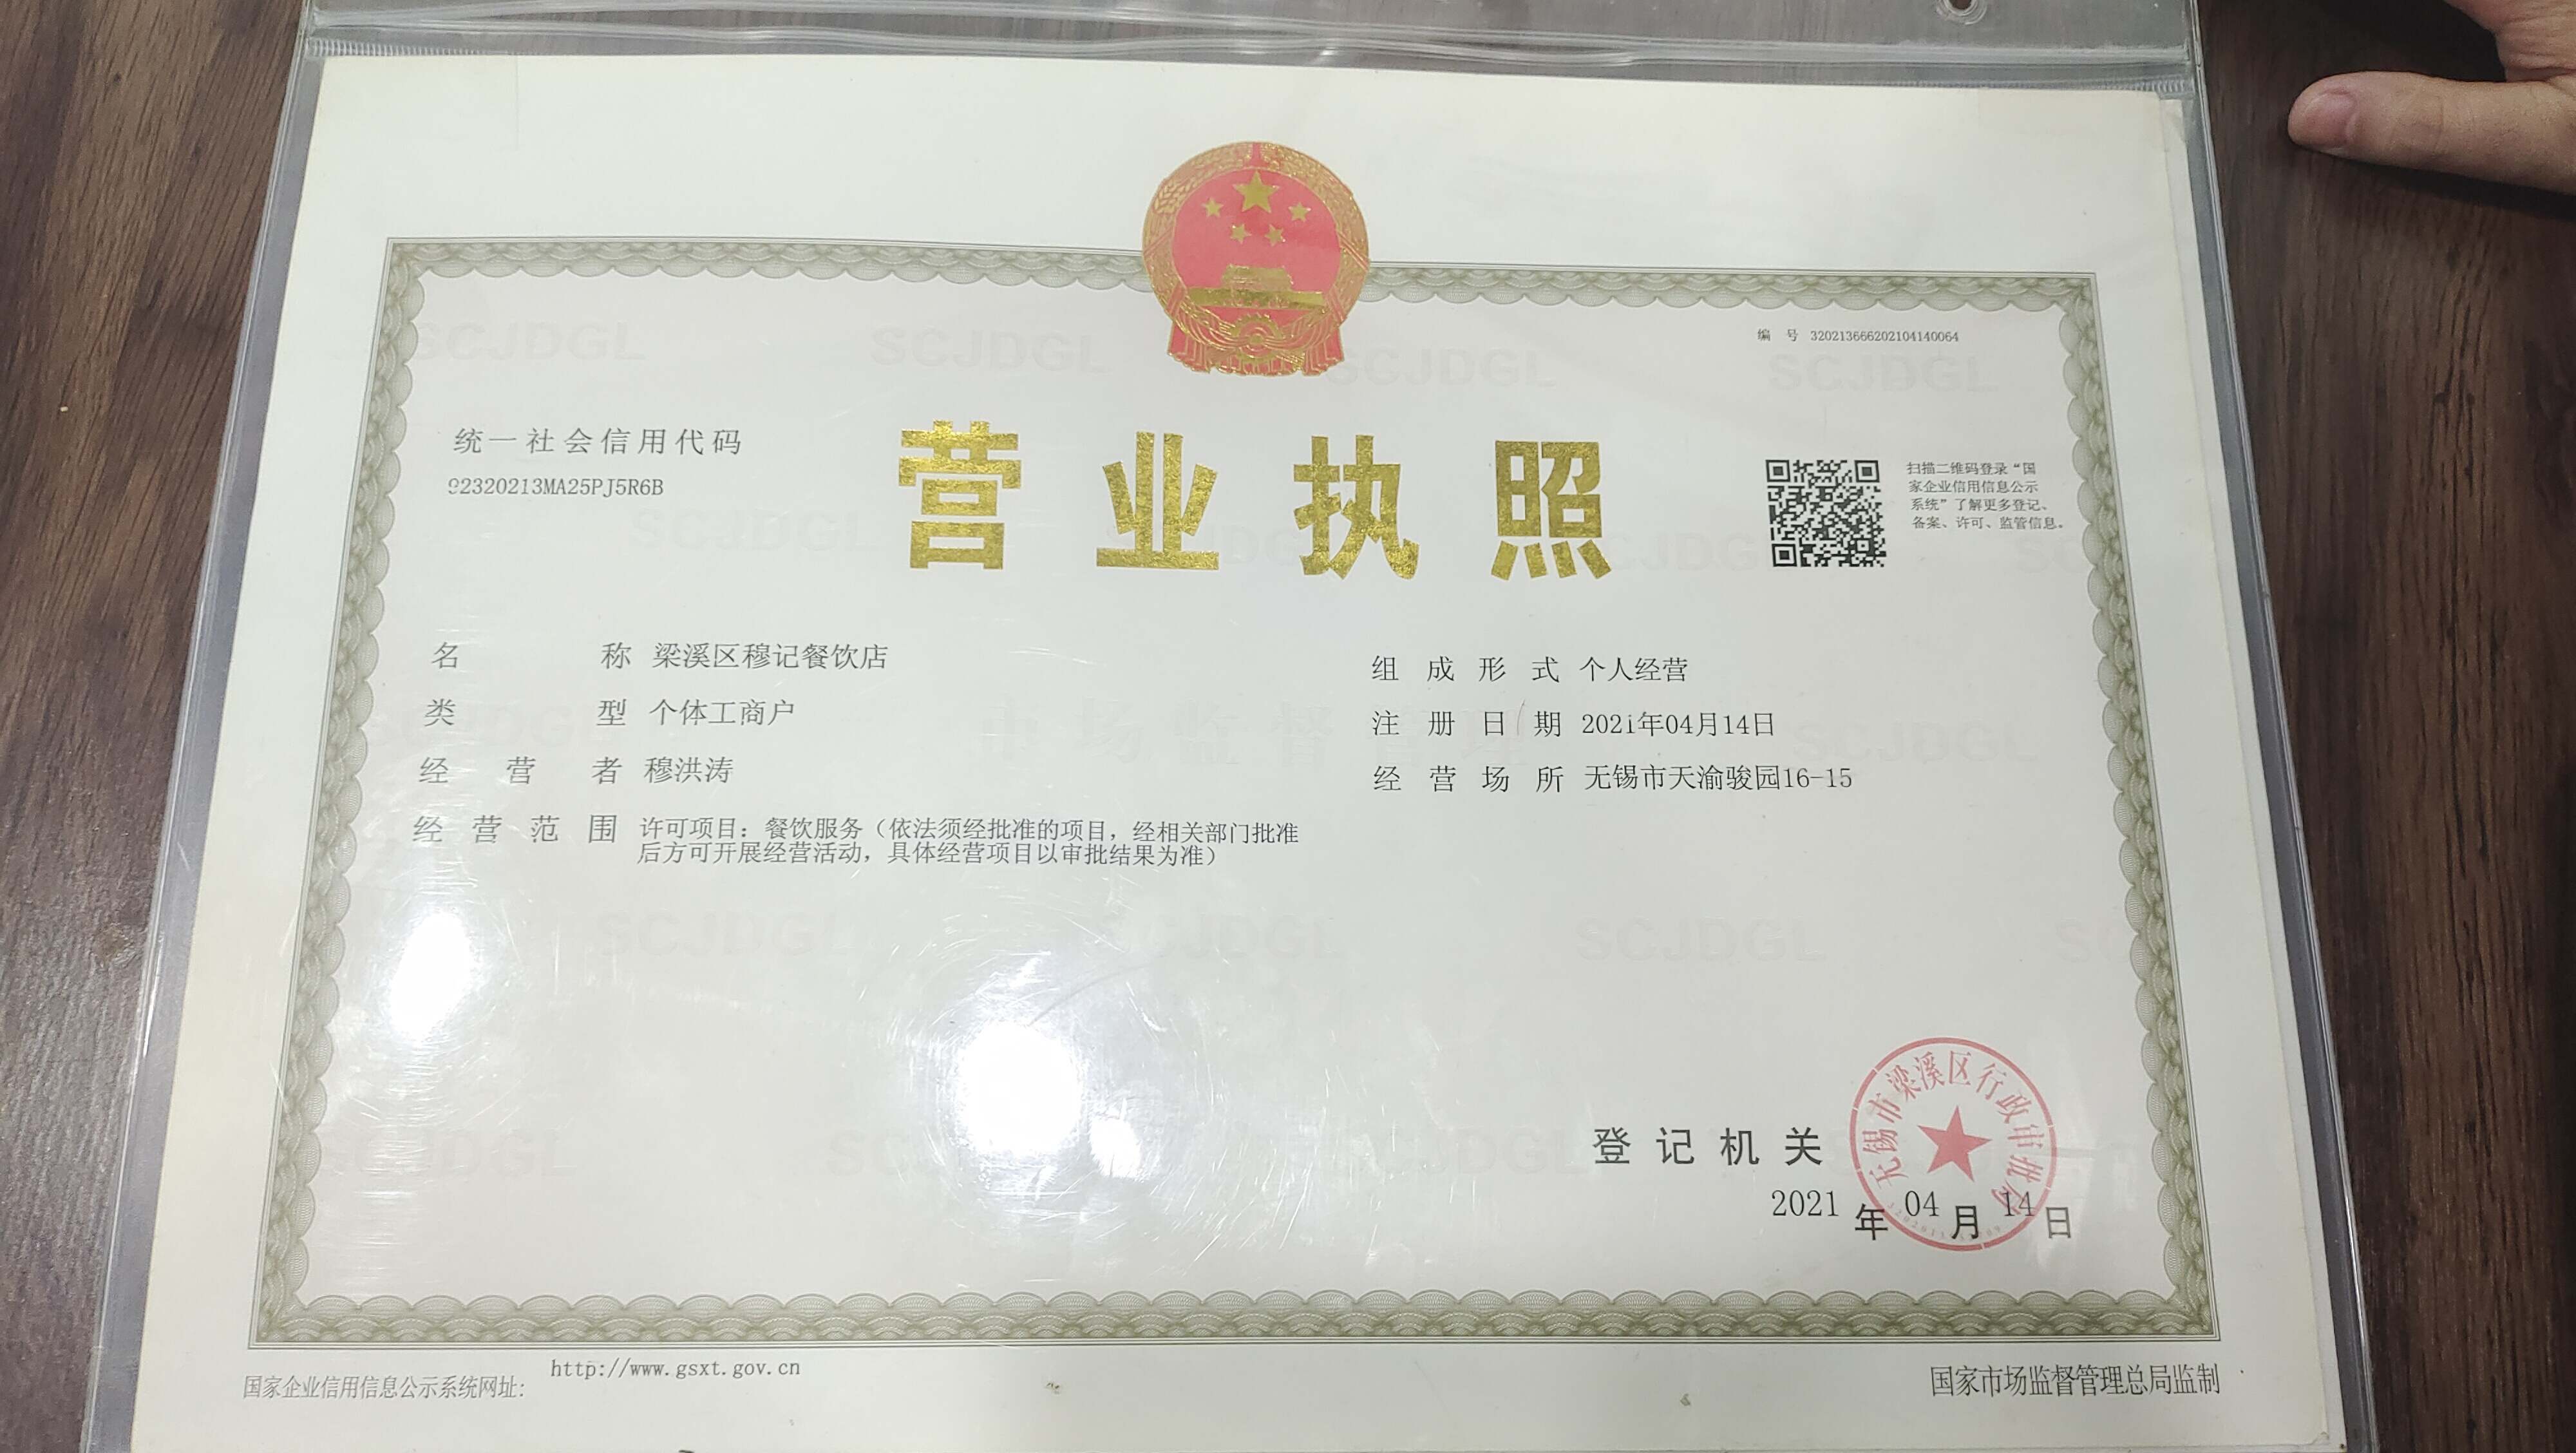 编 号 320213666202104140064
统一社会信用代码
92320213MA25PJ5R6B
营业执照
扫描二维码登录“国
家企业信用信息公示
系统”了解更多登记、
备案、许可、监管信息。
名 称 梁溪区穆记餐饮店
类 型 个体工商户
经 营 者 穆洪涛
经 营 范 围 许可项目：餐饮服务（依法须经批准的项目，经相关部门批准
后方可开展经营活动，具体经营项目以审批结果为准）
组 成 形 式 个人经营
注 册 日 期 2021年04月14日
经 营 场 所 无锡市天渝骏园16-15
登 记 机 关
无锡市梁溪区行政审批局
2021 年 04 月 14 日
国家企业信用信息公示系统网址：
http://www.gsxt.gov.cn
国家市场监督管理总局监制
SCJDGL
市场监督管理